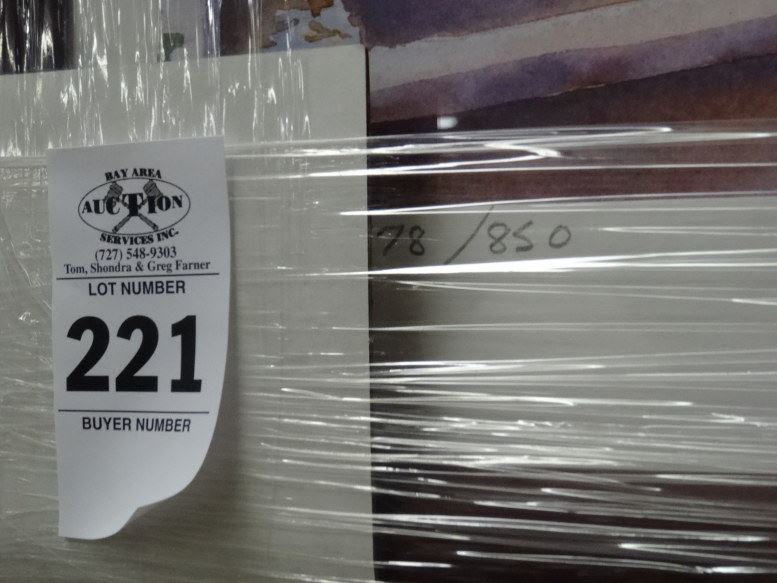 BAY AREA
AUCTION
SERVICES INC.
(727) 548-9303
Tom, Shondra & Greg Farner
LOT NUMBER
221
BUYER NUMBER
78/850